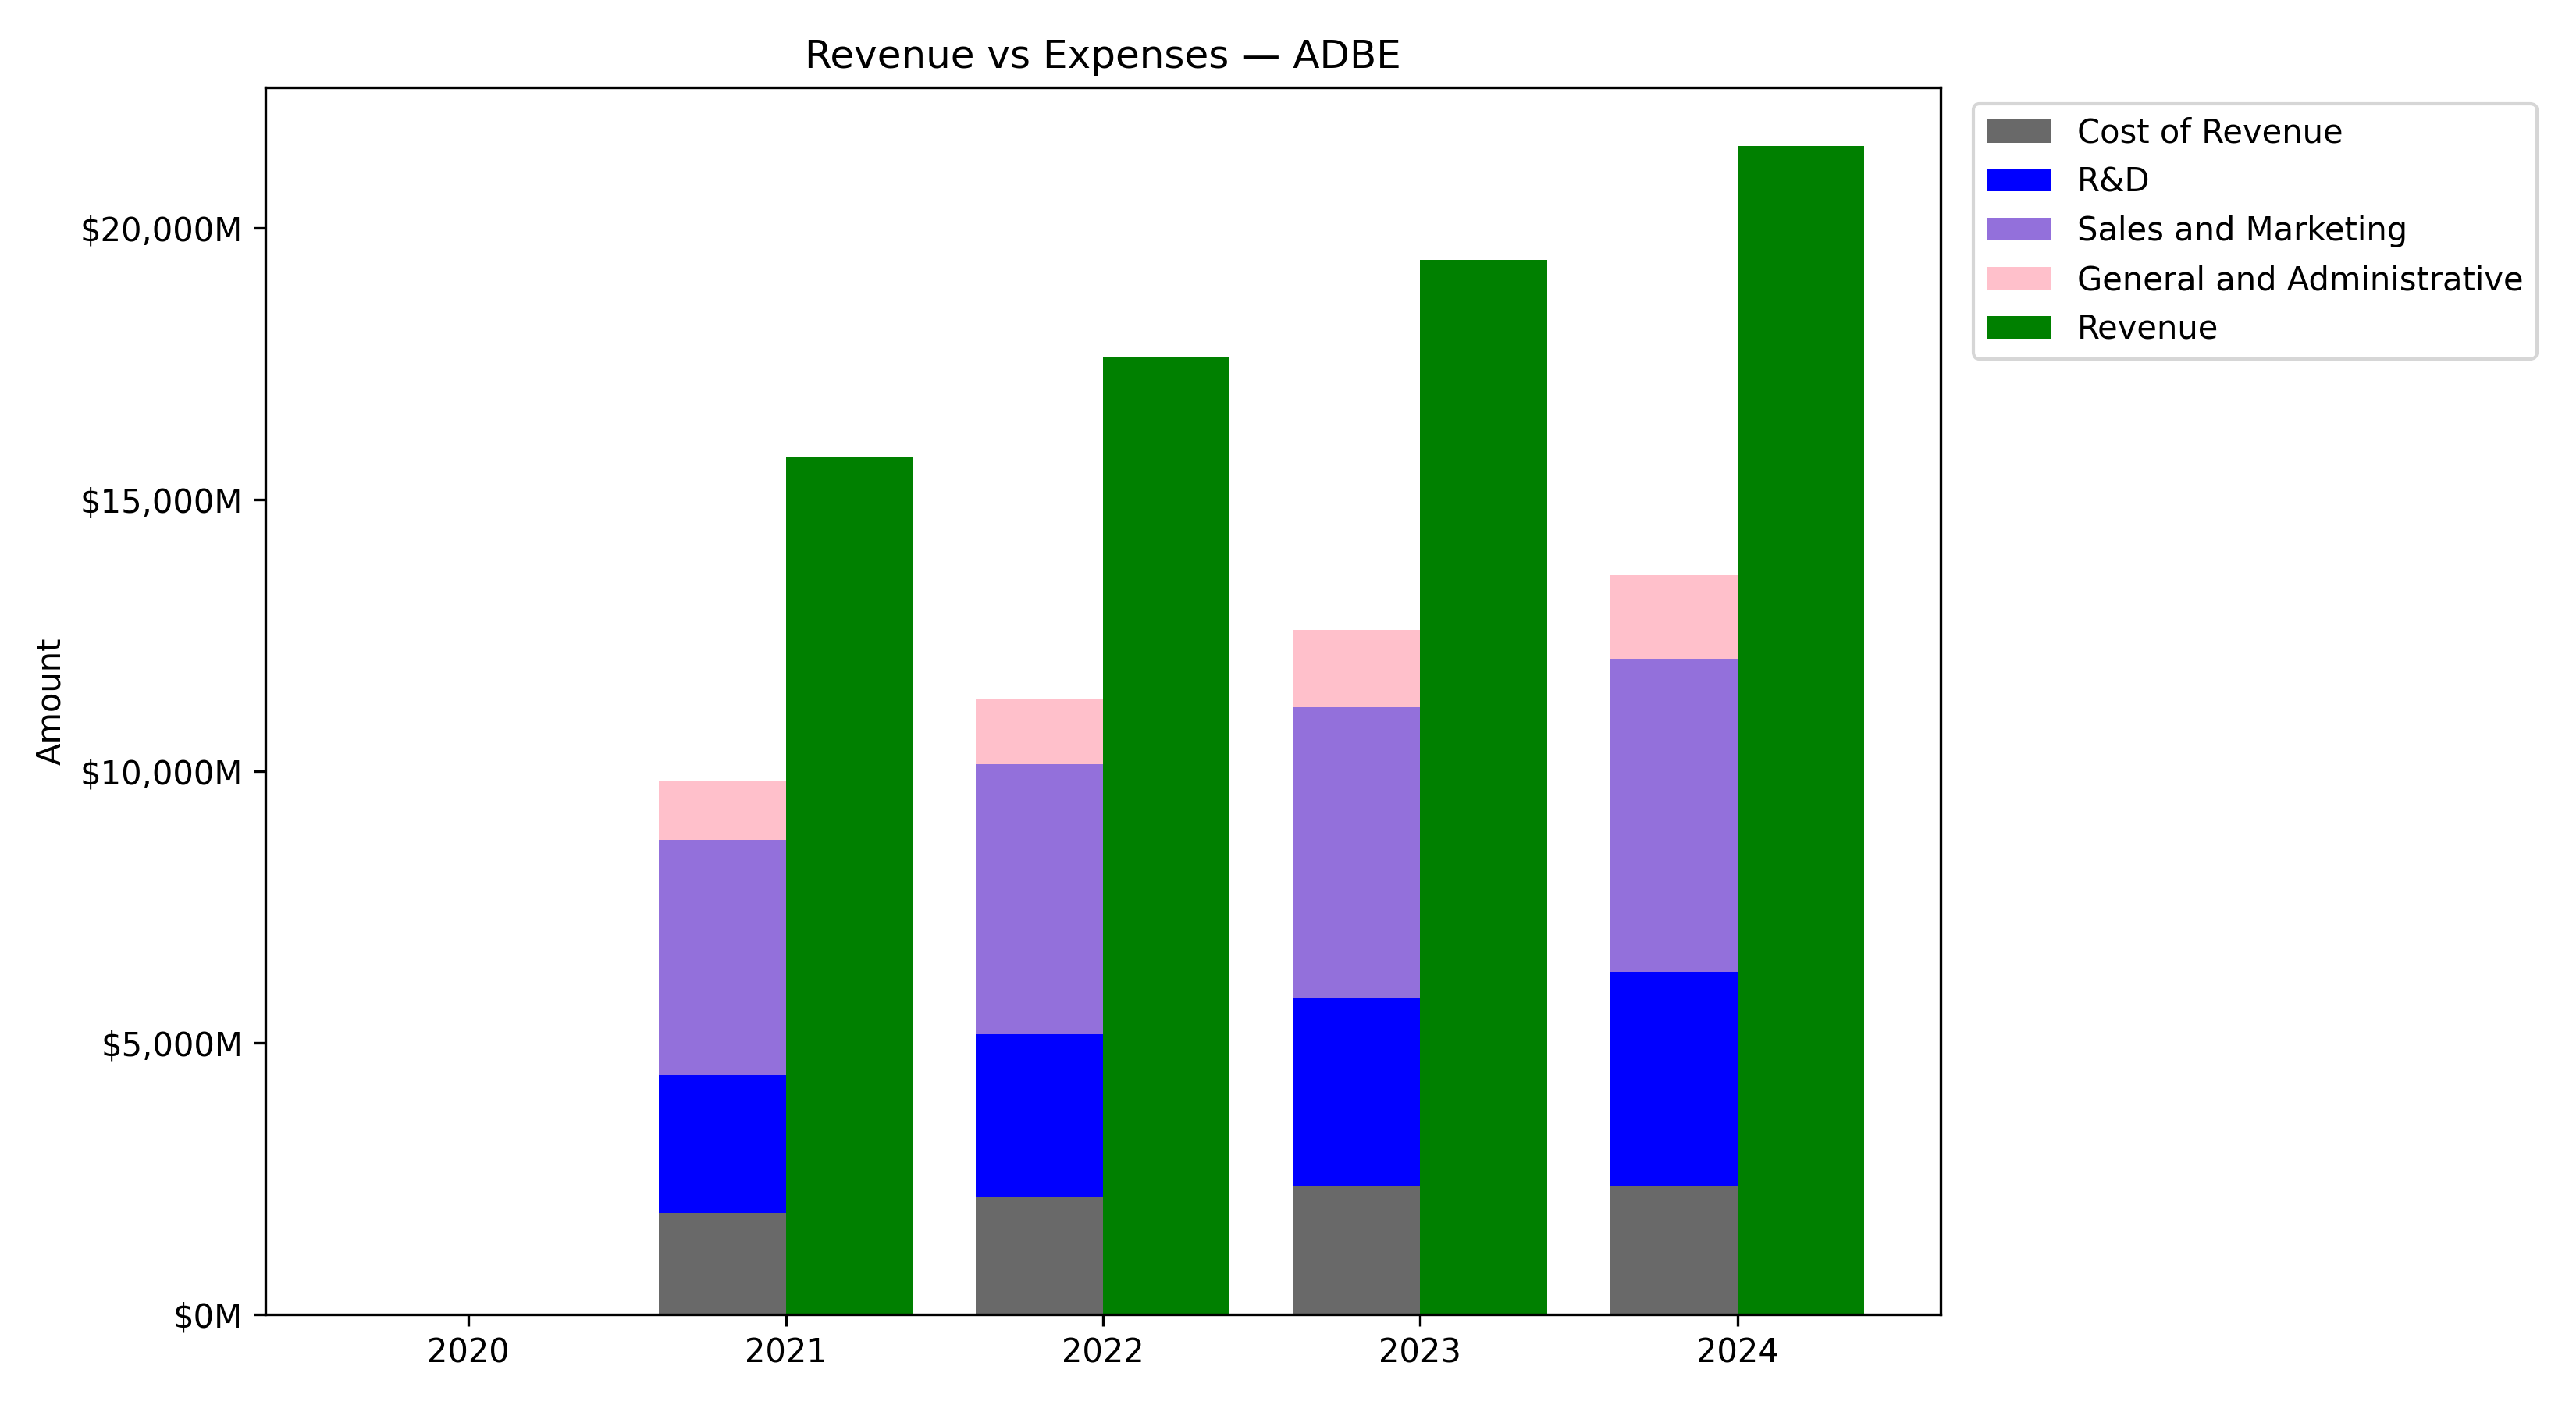 Revenue vs Expenses — ADBE
Cost of Revenue
R&D
Sales and Marketing
General and Administrative
Revenue
Amount
$20,000M
$15,000M
$10,000M
$5,000M
$0M
2020 2021 2022 2023 2024